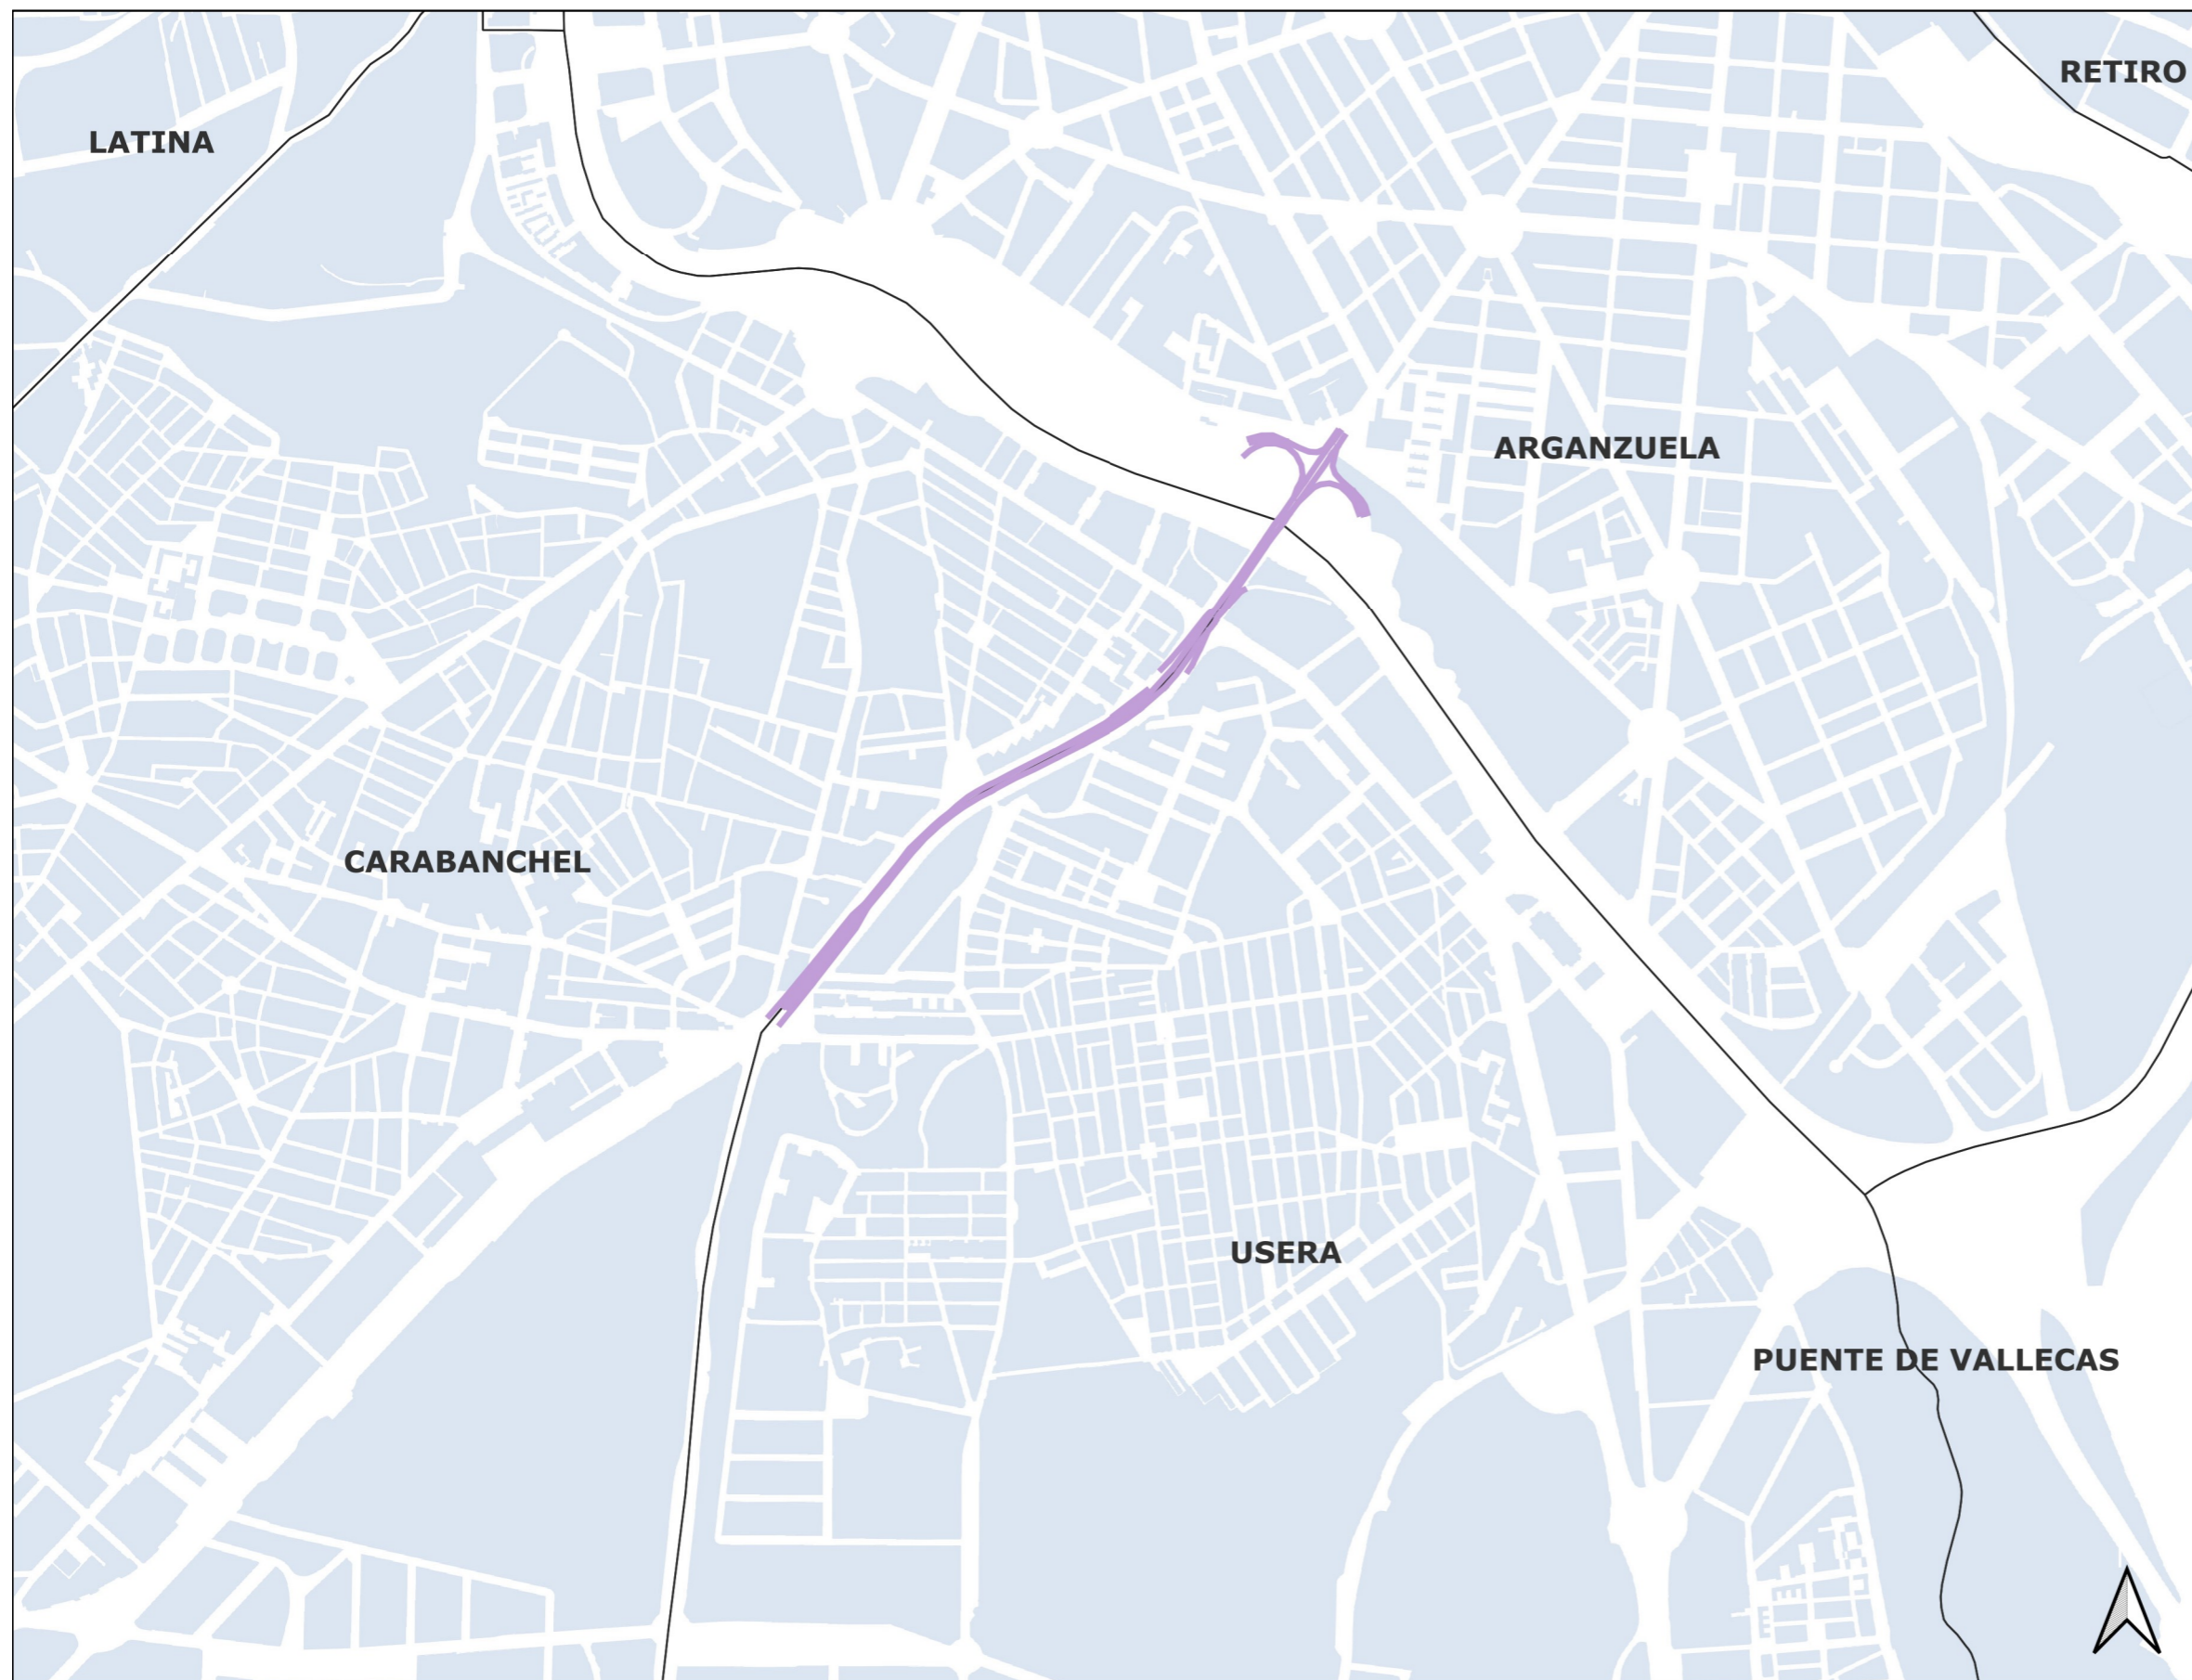 RETIRO
LATINA
ARGANZUELA
CARABANCHEL
USERA
PUENTE DE VALLECAS